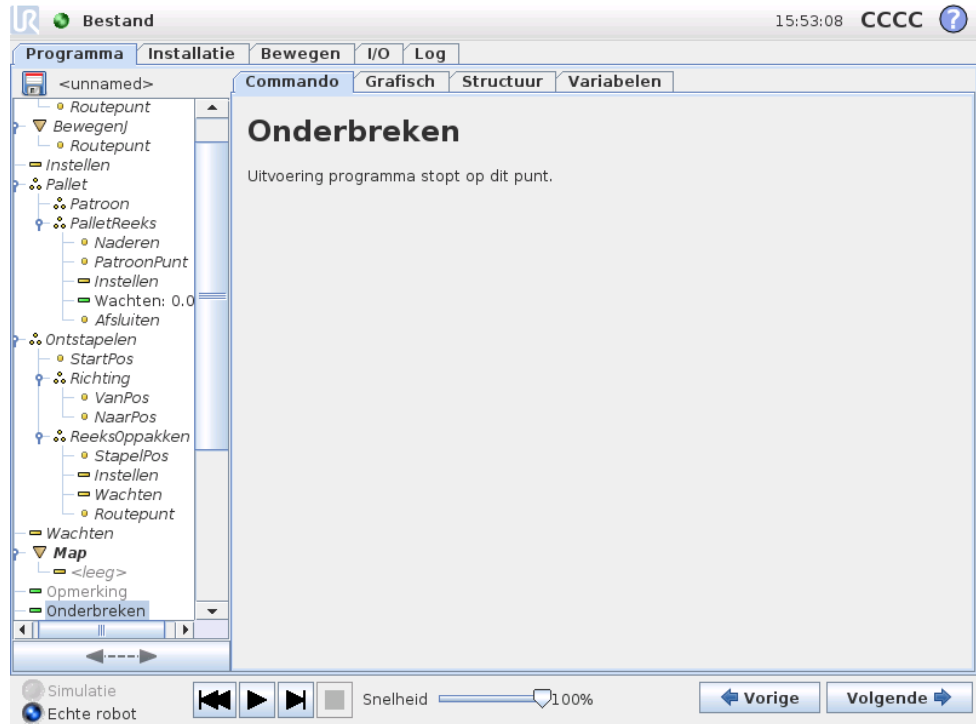 UR Bestand 15:53:08 CCCC ?
Programma Installatie Bewegen I/O Log
<unnamed>
Commando Grafisch Structuur Variabelen
Routepunt
BewegenJ
Routepunt
Instellen
Pallet
Patroon
PalletReeks
Naderen
PatroonPunt
Instellen
Wachten: 0.0
Afsluiten
Ontstapelen
StartPos
Richting
VanPos
NaarPos
ReeksOppakken
StapelPos
Instellen
Wachten
Routepunt
Wachten
Map
<leeg>
Opmerking
Onderbreken
Onderbreken
Uitvoering programma stopt op dit punt.
Simulatie
Echte robot
Snelheid 100%
Vorige Volgende